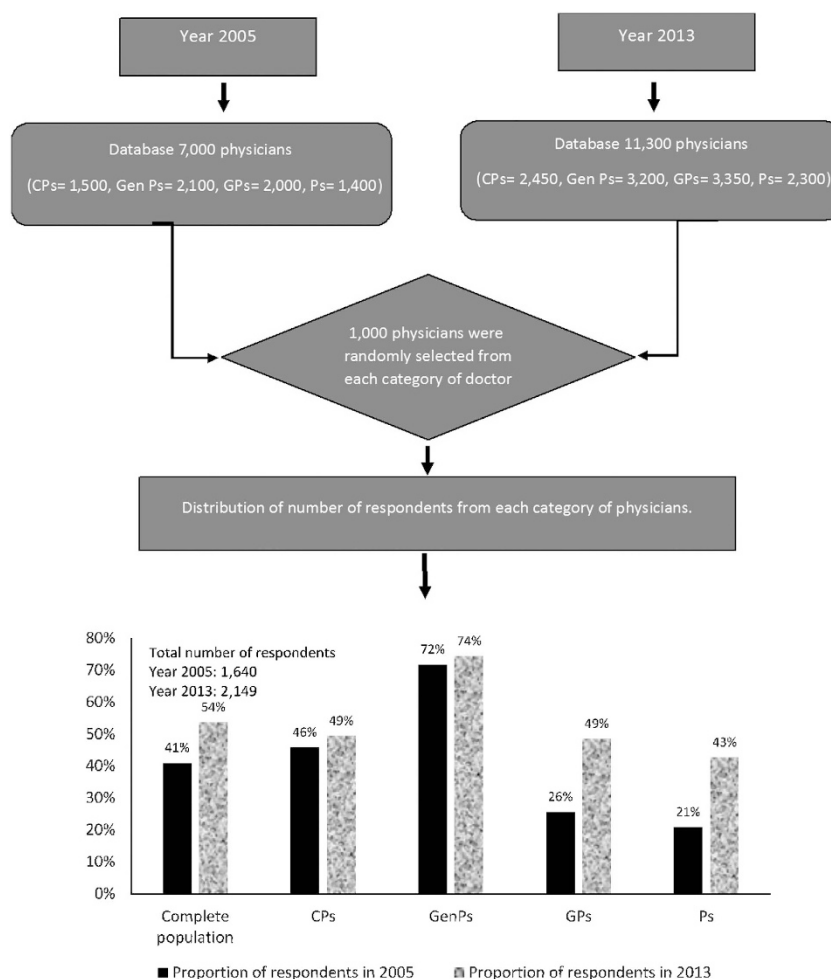 Year 2005
Year 2013
Database 7,000 physicians
(CPs= 1,500, Gen Ps= 2,100, GPs= 2,000, Ps= 1,400)
Database 11,300 physicians
(CPs= 2,450, Gen Ps= 3,200, GPs= 3,350, Ps= 2,300)
1,000 physicians were
randomly selected from
each category of doctor
Distribution of number of respondents from each category of physicians.
Total number of respondents
Year 2005: 1,640
Year 2013: 2,149
80%
70%
60%
50%
40%
30%
20%
10%
0%
41%
54%
46%
49%
72%
74%
26%
49%
21%
43%
Complete
population
CPs
GenPs
GPs
Ps
Proportion of respondents in 2005
Proportion of respondents in 2013